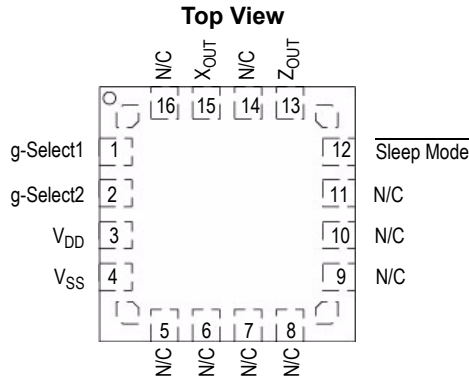 Top View
N/C
X_OUT
N/C
Z_OUT
16 15 14 13
g-Select1 1
12 Sleep Mode
g-Select2 2
11 N/C
V_DD 3
10 N/C
V_SS 4
9 N/C
5 6 7 8
N/C
N/C
N/C
N/C